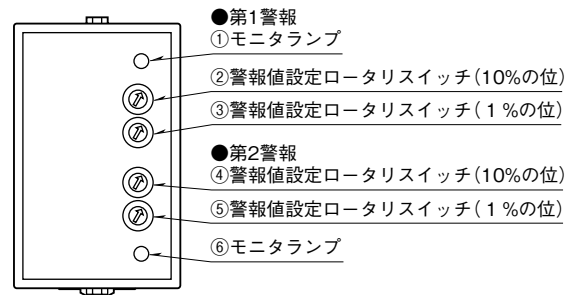 ●第1警報
①モニタランプ
②警報値設定ロータリスイッチ(10%の位)
③警報値設定ロータリスイッチ( 1 %の位)
●第2警報
④警報値設定ロータリスイッチ(10%の位)
⑤警報値設定ロータリスイッチ( 1 %の位)
⑥モニタランプ